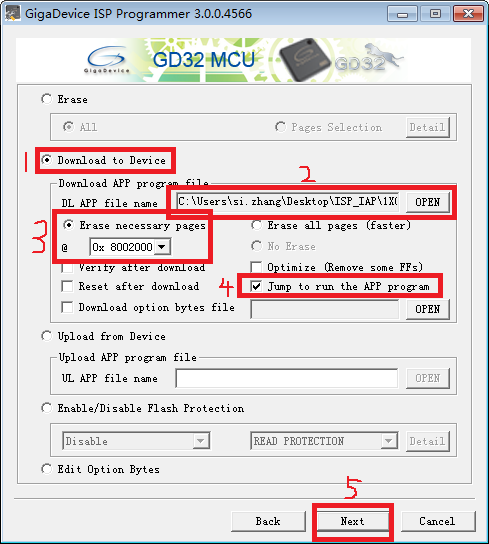 GigaDevice ISP Programmer 3.0.0.4566
GigaDevice
GD32 MCU
GD32
Erase
All
Pages Selection
Detail
1
Download to Device
2
Download APP program file
DL APP file name
C:\Users\si.zhang\Desktop\ISP_IAP\1X(
OPEN
3
Erase necessary pages
Erase all pages (faster)
@
0x 8002000
No Erase
Verify after download
Optimize (Remove some FFs)
Reset after download
4
Jump to run the APP program
Download option bytes file
OPEN
Upload from Device
Upload APP program file
UL APP file name
OPEN
Enable/Disable Flash Protection
Disable
READ PROTECTION
Detail
Edit Option Bytes
5
Back
Next
Cancel